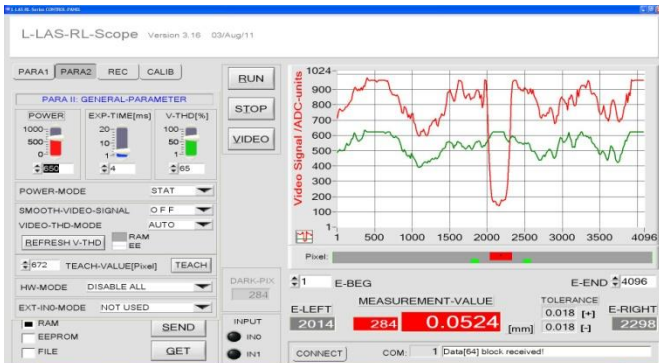 L-LAS-RL-Scope CONTROL PANEL
L-LAS-RL-Scope Version 3.16 03/Aug/11
PARA1 PARA2 REC CALIB
PARA II: GENERAL-PARAMETER
POWER EXP-TIME[ms] V-THD[%]
1000 20 100
500 10 50
0 1 1
650 4 65
POWER-MODE STAT
SMOOTH-VIDEO-SIGNAL OFF
VIDEO-THD-MODE AUTO
REFRESH V-THD RAM
EE
672 TEACH-VALUE[Pixel] TEACH
HW-MODE DISABLE ALL
EXT-IN0-MODE NOT USED
RAM
EEPROM
FILE
SEND
GET
RUN
STOP
VIDEO
DARK-PIX
284
INPUT
IN0
IN1
Video Signal /ADC-units
1024
900
800
700
600
500
400
300
200
100
1
1 500 1000 1500 2000 2500 3000 3500 4096
Pixel:
1 E-BEG E-END 4096
MEASUREMENT-VALUE TOLERANCE
E-LEFT 0.018 [+] E-RIGHT
2014 284 0.0524 [mm] 0.018 [-] 2298
CONNECT COM: 1 Data[64] block received!